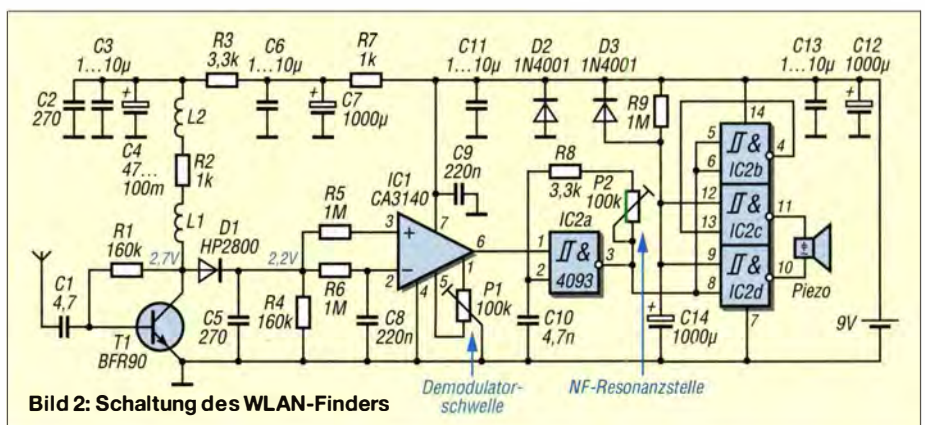 C3
1...10µ
R3
3,3k
C6
1...10µ
R7
1k
C11
1...10µ
D2
1N4001
D3
1N4001
C13
1...10µ
C12
1000µ
C2
270
+
C4
47...
100m
L2
R2
1k
L1
+
C7
1000µ
C9
220n
R9
1M
+
14
5
6
&
IC2b
4
12
13
&
IC2c
11
9
8
&
IC2d
10
7
Piezo
9V
R1
160k
2,7V
D1
HP2800
2,2V
R5
1M
R6
1M
IC1
CA3140
3
+
2
–
7
6
4
5
1
P1
100k
R8
3,3k
P2
100k
IC2a
1
2
&
4093
3
C1
4,7
T1
BFR90
C5
270
R4
160k
C8
220n
C10
4,7n
+
C14
1000µ
Demodulator-
schwelle
NF-Resonanzstelle
Bild 2: Schaltung des WLAN-Finders